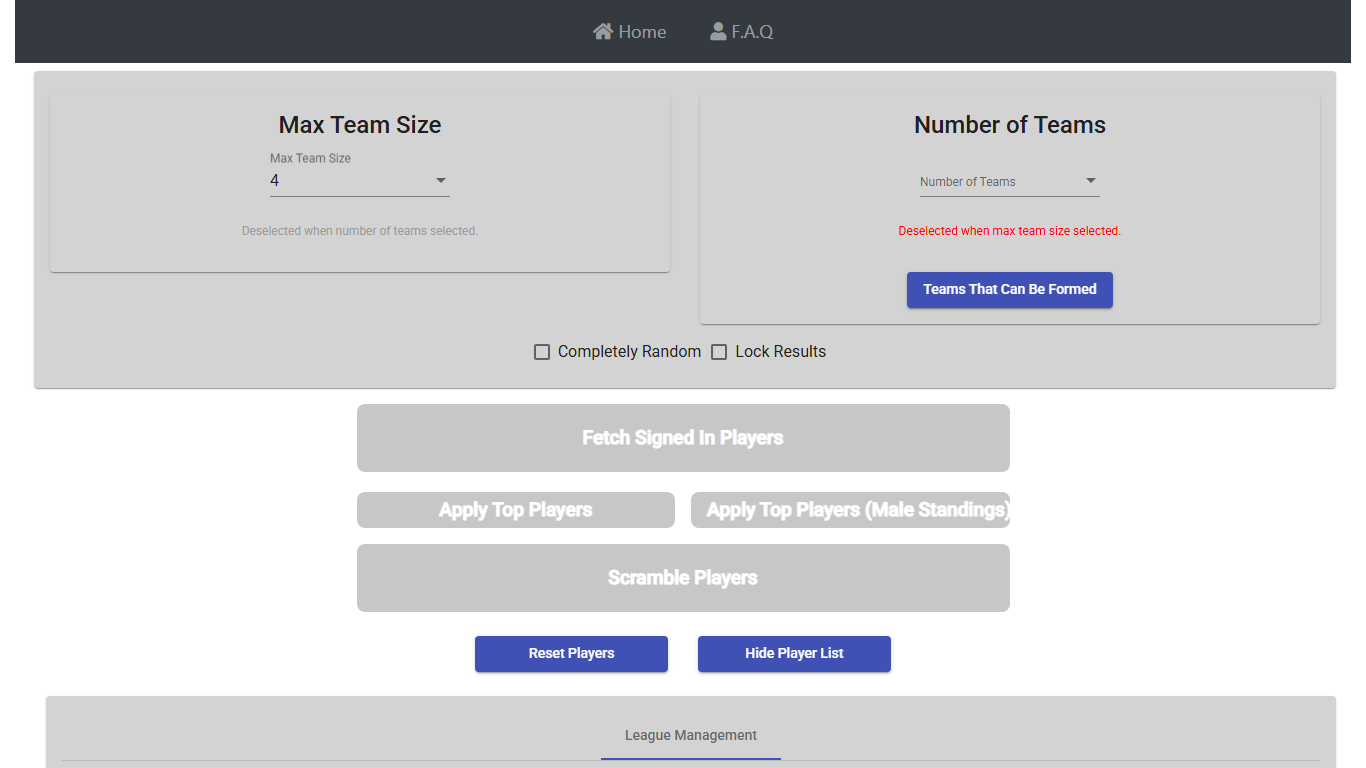 Home F.A.Q
Max Team Size
Max Team Size
4
Deselected when number of teams selected.
Number of Teams
Number of Teams
Deselected when max team size selected.
Teams That Can Be Formed
Completely Random Lock Results
Fetch Signed In Players
Apply Top Players Apply Top Players (Male Standings)
Scramble Players
Reset Players Hide Player List
League Management